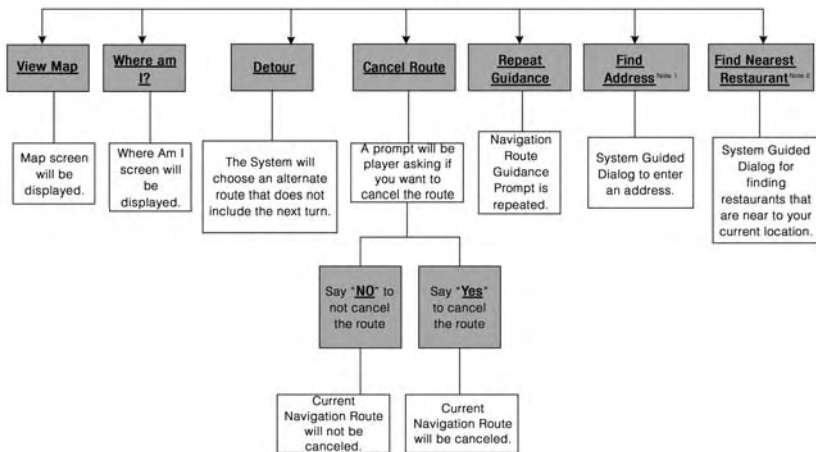 View Map
Where am
I?
Detour
Cancel Route
Repeat
Guidance
Find
Address Note 1
Find Nearest
Restaurant Note 2
Map screen
will be
displayed.
Where Am I
screen will
be
displayed.
The System will
choose an alternate
route that does not
include the next turn.
A prompt will be
player asking if
you want to
cancel the route
Navigation
Route
Guidance
Prompt is
repeated.
System Guided
Dialog to enter
an address.
System Guided
Dialog for
finding
restaurants that
are near to your
current location.
Say "NO" to
not cancel
the route
Say "Yes"
to cancel
the route
Current
Navigation Route
will not be
canceled.
Current
Navigation Route
will be canceled.